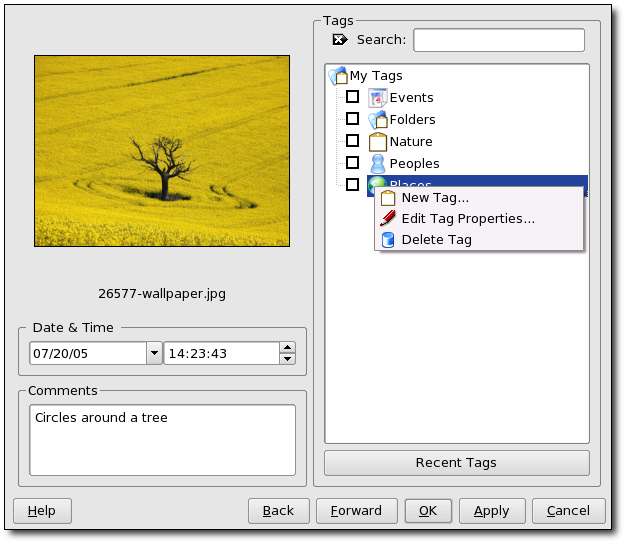 Tags
Search:
My Tags
Events
Folders
Nature
Peoples
Places
New Tag...
Edit Tag Properties...
Delete Tag
26577-wallpaper.jpg
Date & Time
07/20/05
14:23:43
Comments
Circles around a tree
Recent Tags
Help
Back
Forward
OK
Apply
Cancel